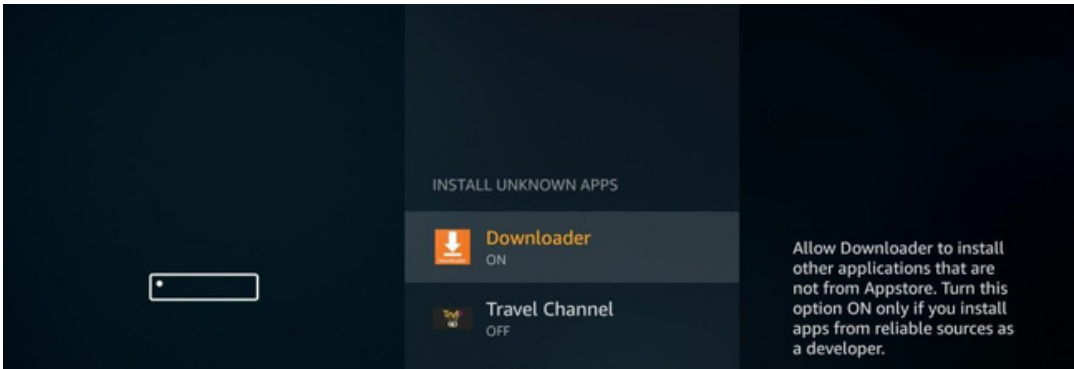 INSTALL UNKNOWN APPS
Downloader
Downloader
ON
Travel Channel
OFF
Allow Downloader to install
other applications that are
not from Appstore. Turn this
option ON only if you install
apps from reliable sources as
a developer.